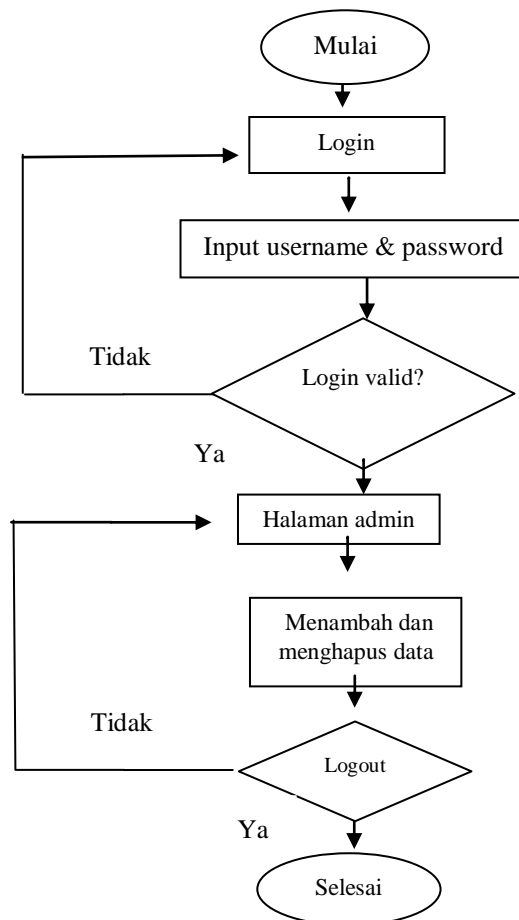 Mulai
Login
Input username & password
Tidak
Login valid?
Ya
Halaman admin
Menambah dan
menghapus data
Tidak
Logout
Ya
Selesai